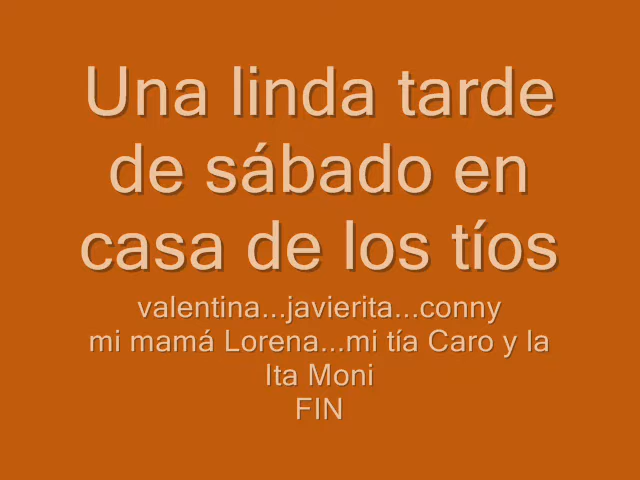 Una linda tarde
de sábado en
casa de los tíos
valentina...javierita...conny
mi mamá Lorena...mi tía Caro y la
Ita Moni
FIN